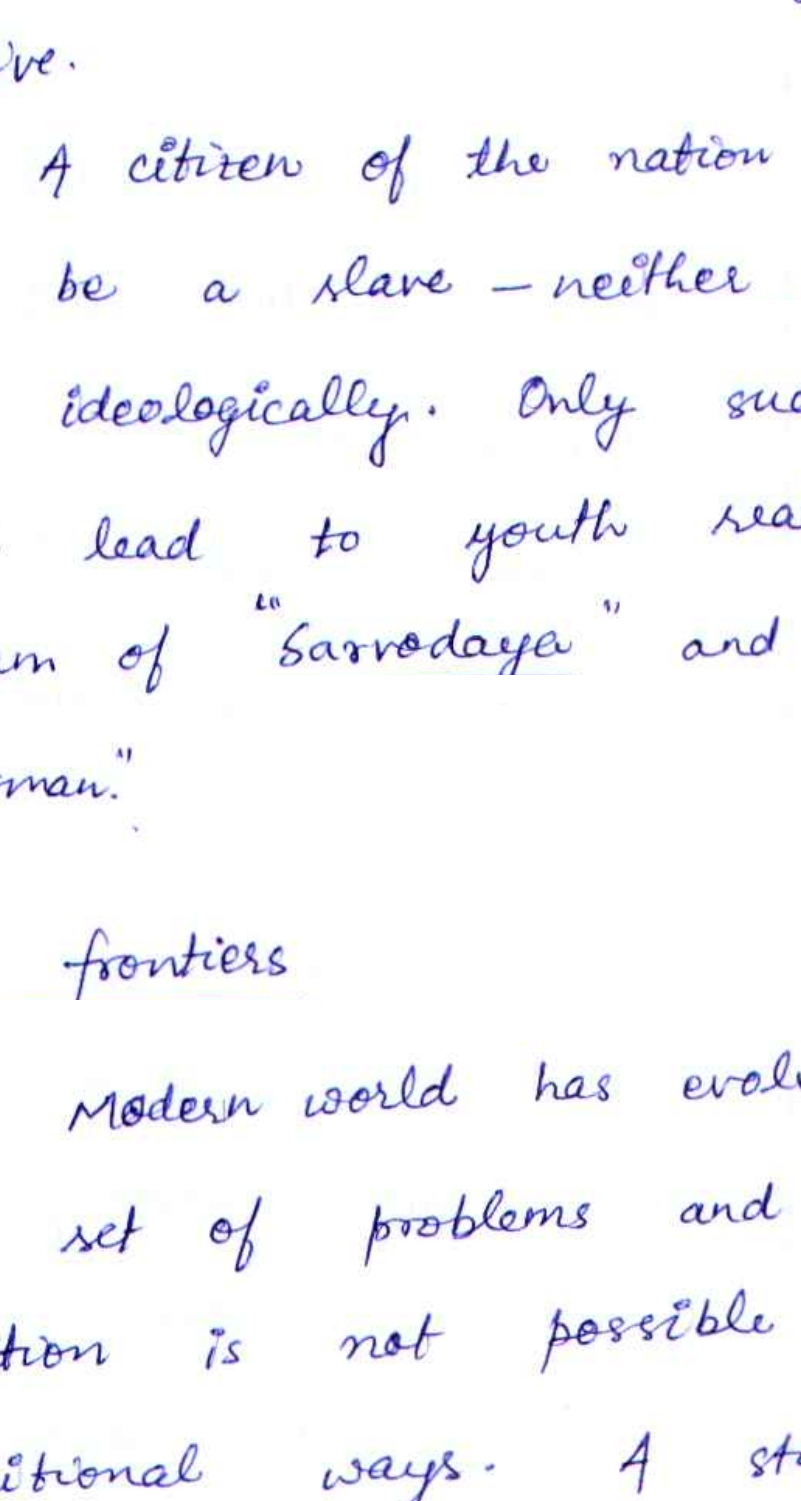 ve.
A citizen of the nation
be a slave – neither
ideologically. Only suc
lead to youth rea
m of "Sarvodaya" and
man."
frontiers
Modern world has evol
set of problems and
tion is not possible
itional ways. A st